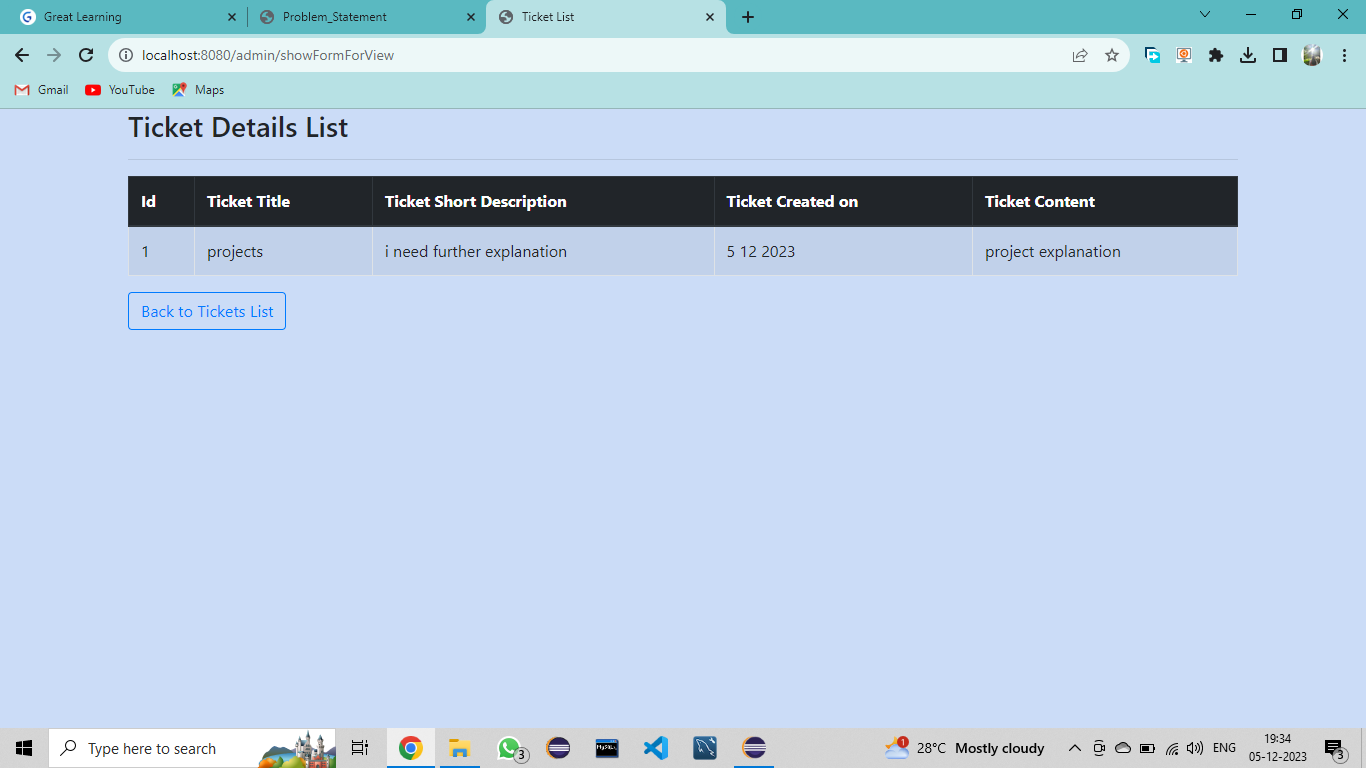 Great Learning
Problem_Statement
Ticket List
localhost:8080/admin/showFormForView
Gmail
YouTube
Maps
Ticket Details List
Id Ticket Title Ticket Short Description Ticket Created on Ticket Content
1 projects i need further explanation 5 12 2023 project explanation
Back to Tickets List
Type here to search
3
MySQL
1
28°C Mostly cloudy
ENG
19:34
05-12-2023
3